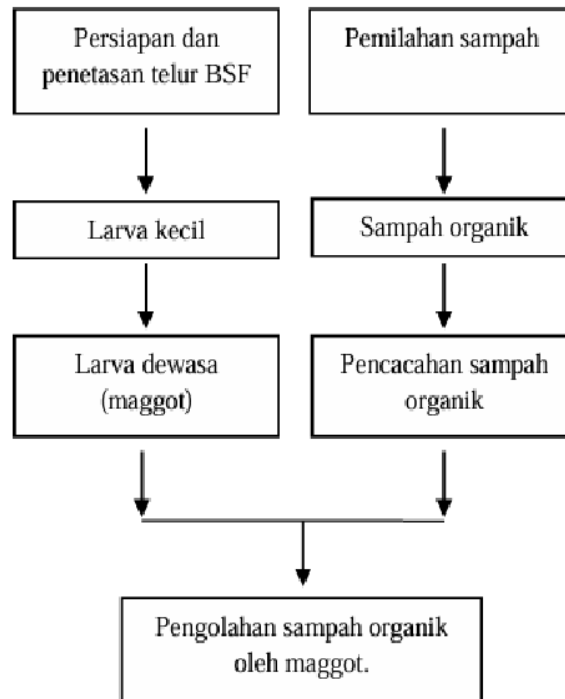 Persiapan dan
penetasan telur BSF
Pemilahan sampah
Larva kecil
Sampah organik
Larva dewasa
(maggot)
Pencacahan sampah
organik
Pengolahan sampah organik
oleh maggot.